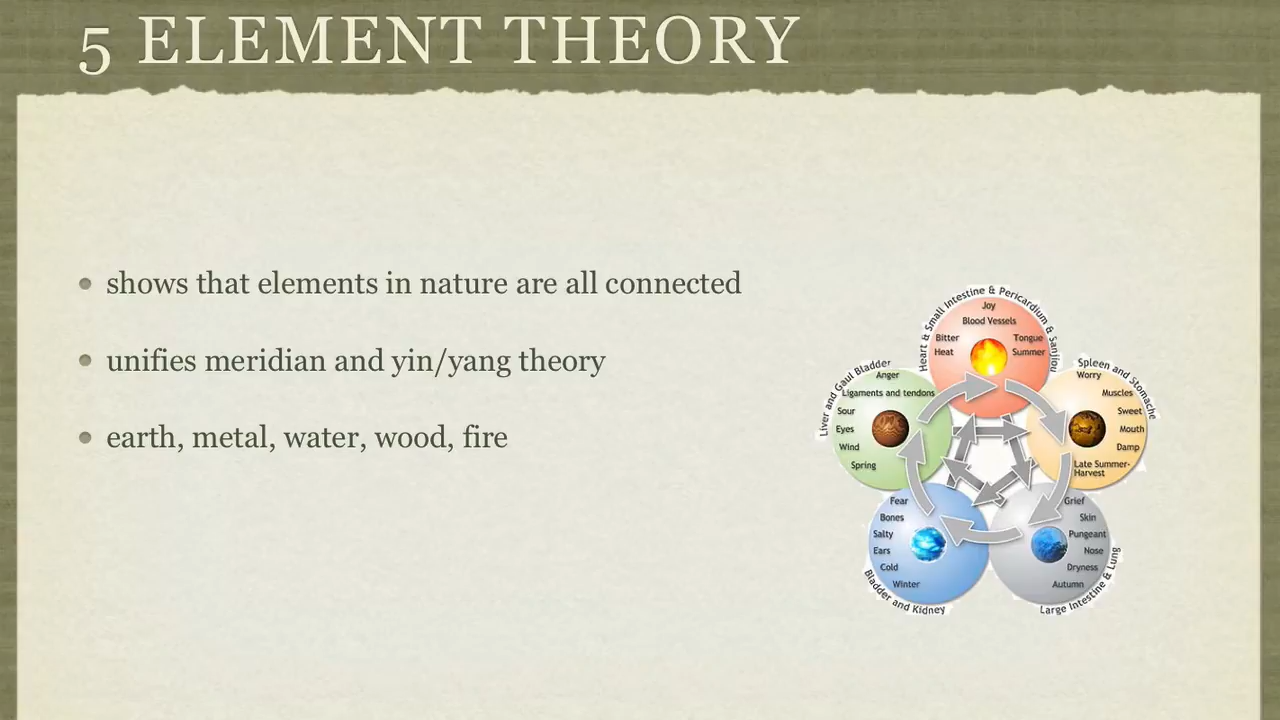 5 ELEMENT THEORY
shows that elements in nature are all connected
unifies meridian and yin/yang theory
earth, metal, water, wood, fire
Heart & Small Intestine & Pericardium & Sanjiou
Joy
Blood Vessels
Bitter
Tongue
Heat
Summer
Liver and Gaul Bladder
Anger
Ligaments and tendons
Sour
Eyes
Wind
Spring
Spleen and Stomache
Worry
Muscles
Sweet
Mouth
Damp
Late Summer-
Harvest
Fear
Bones
Salty
Ears
Cold
Winter
Bladder and Kidney
Grief
Skin
Pungeant
Nose
Dryness
Autumn
Large Intestine & Lung